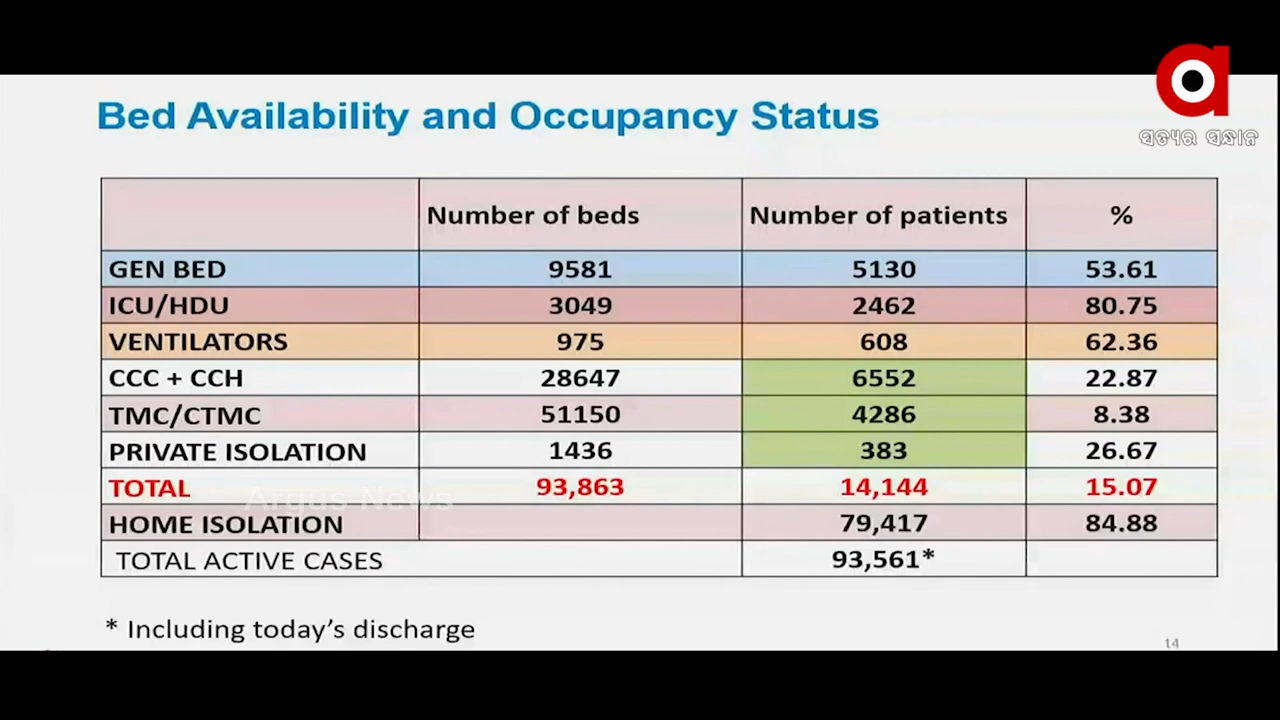 Bed Availability and Occupancy Status
ସତ୍ୟର ସନ୍ଧାନ
Number of beds Number of patients %
GEN BED 9581 5130 53.61
ICU/HDU 3049 2462 80.75
VENTILATORS 975 608 62.36
CCC + CCH 28647 6552 22.87
TMC/CTMC 51150 4286 8.38
PRIVATE ISOLATION 1436 383 26.67
TOTAL 93,863 14,144 15.07
Argus News
HOME ISOLATION 79,417 84.88
TOTAL ACTIVE CASES 93,561*
* Including today's discharge
14